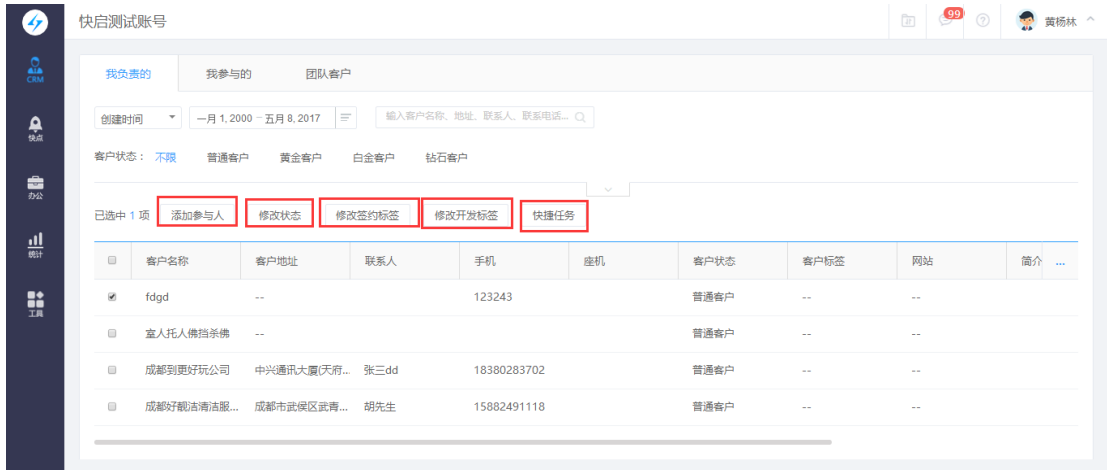 快启测试账号
99
黄杨林
CRM
快点
办公
统计
工具
我负责的 我参与的 团队客户
创建时间 一月 1, 2000 – 五月 8, 2017 输入客户名称、地址、联系人、联系电话...
客户状态： 不限 普通客户 黄金客户 白金客户 钻石客户
已选中 1 项 添加参与人 修改状态 修改签约标签 修改开发标签 快捷任务
客户名称 客户地址 联系人 手机 座机 客户状态 客户标签 网站 简介 ...
fdgd -- 123243 普通客户 -- --
室人托人佛挡杀佛 -- 普通客户 -- --
成都到更好玩公司 中兴通讯大厦(天府... 张三dd 18380283702 普通客户 -- --
成都好靓洁清洁服... 成都市武侯区武青... 胡先生 15882491118 普通客户 -- --